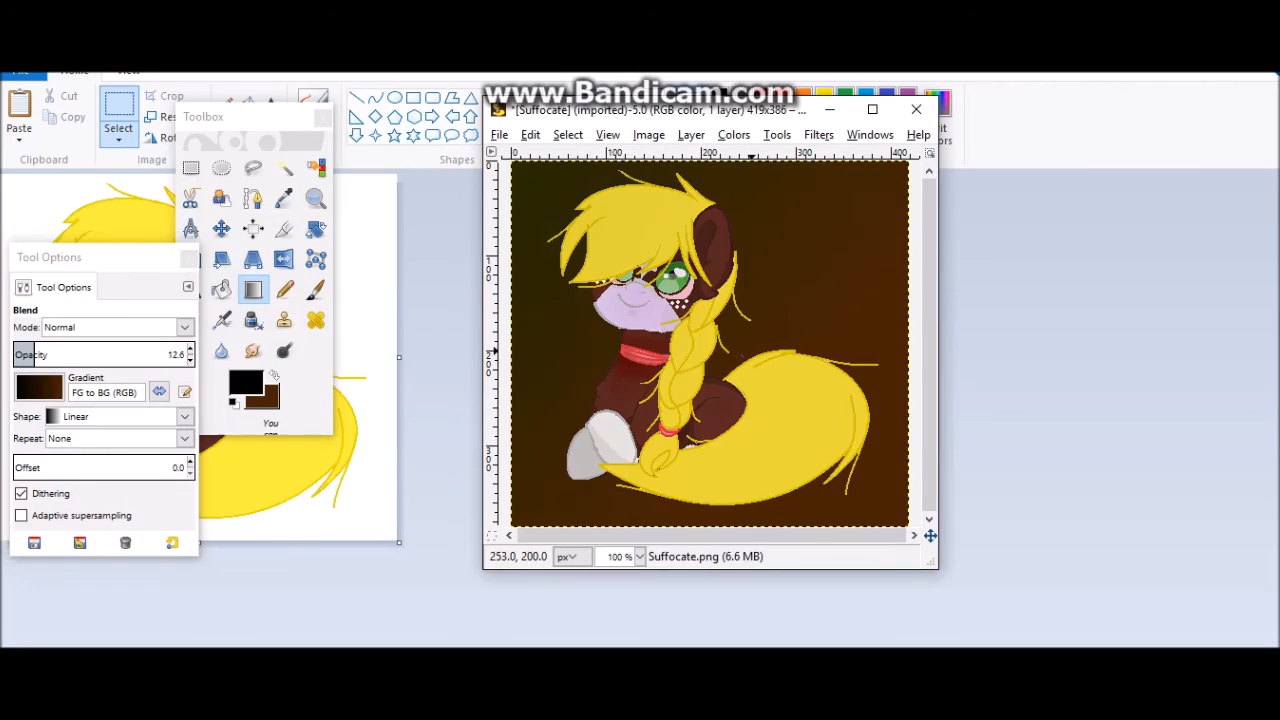 www.Bandicam.com
Cut
Crop
Copy
Paste
Select
Clipboard
Image
Shapes
Toolbox
*[Suffocate] (imported)-5.0 (RGB color, 1 layer) 419x386 – ...
File Edit Select View Image Layer Colors Tools Filters Windows Help
0 100 200 300 400
Tool Options
Tool Options
Blend
Mode: Normal
Opacity 12.6
Gradient
FG to BG (RGB)
Shape: Linear
Repeat: None
Offset 0.0
Dithering
Adaptive supersampling
You
can
253.0, 200.0 px 100 % Suffocate.png (6.6 MB)